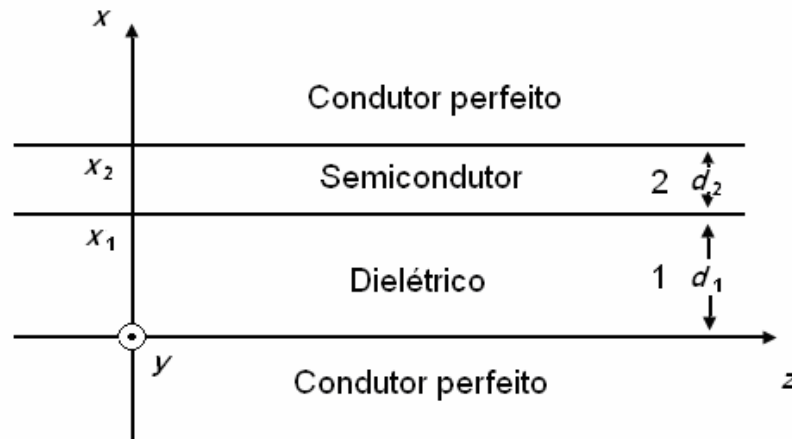 x
Condutor perfeito
x₂
Semicondutor 2 d₂
x₁
Dielétrico 1 d₁
y
z
Condutor perfeito